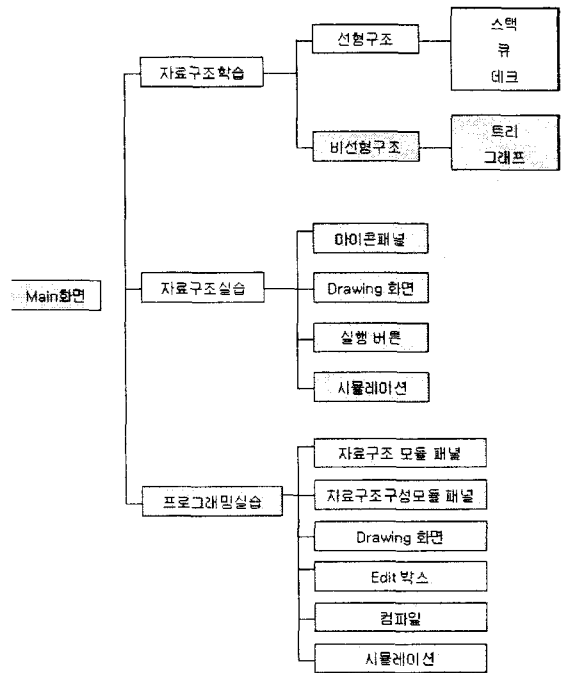 Main화면
자료구조학습
선형구조
스택
큐
데크
비선형구조
트리
그래프
자료구조실습
아이콘패널
Drawing 화면
실행 버튼
시뮬레이션
프로그래밍실습
자료구조 모듈 패널
자료구조구성모듈 패널
Drawing 화면
Edit 박스
컴파일
시뮬레이션